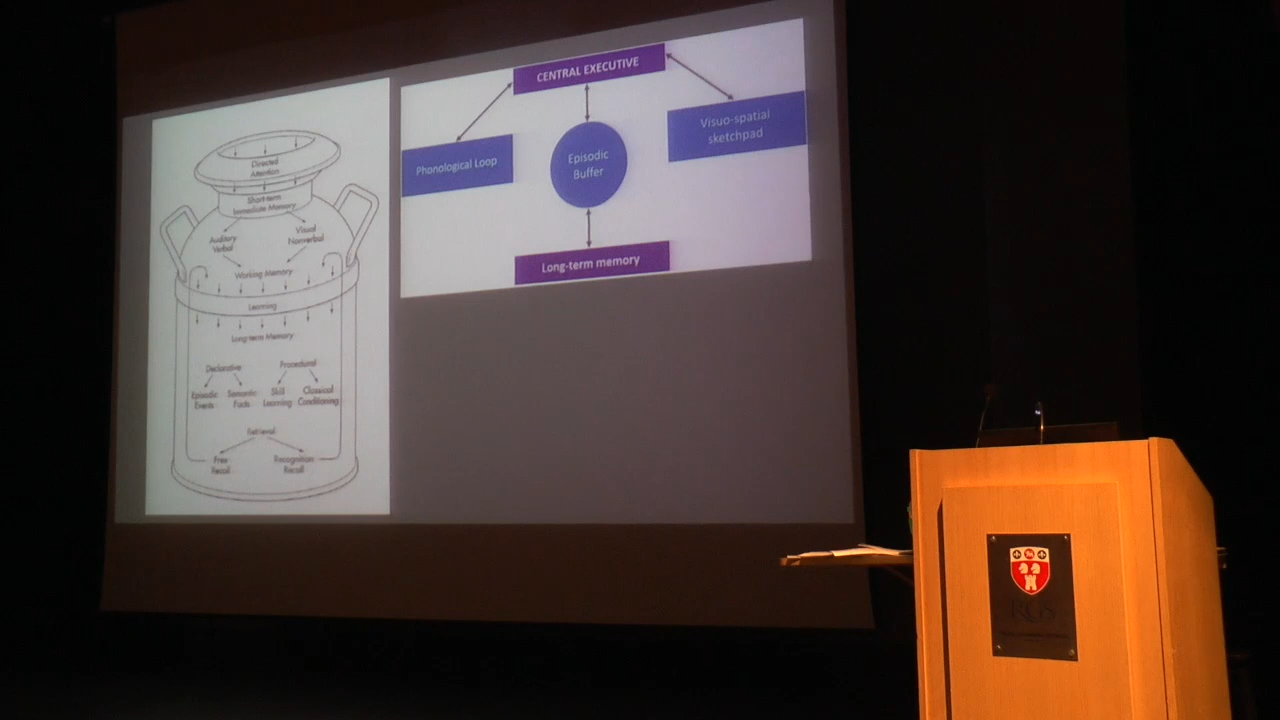 Directed
Attention
Short-term
Immediate Memory
Auditory
Verbal
Visual
Nonverbal
Working Memory
Learning
Long-term Memory
Declarative
Procedural
Episodic
Events
Semantic
Facts
Skill
Learning
Classical
Conditioning
Retrieval
Free
Recall
Recognition
Recall
CENTRAL EXECUTIVE
Phonological Loop
Episodic
Buffer
Visuo-spatial
sketchpad
Long-term memory
RGS